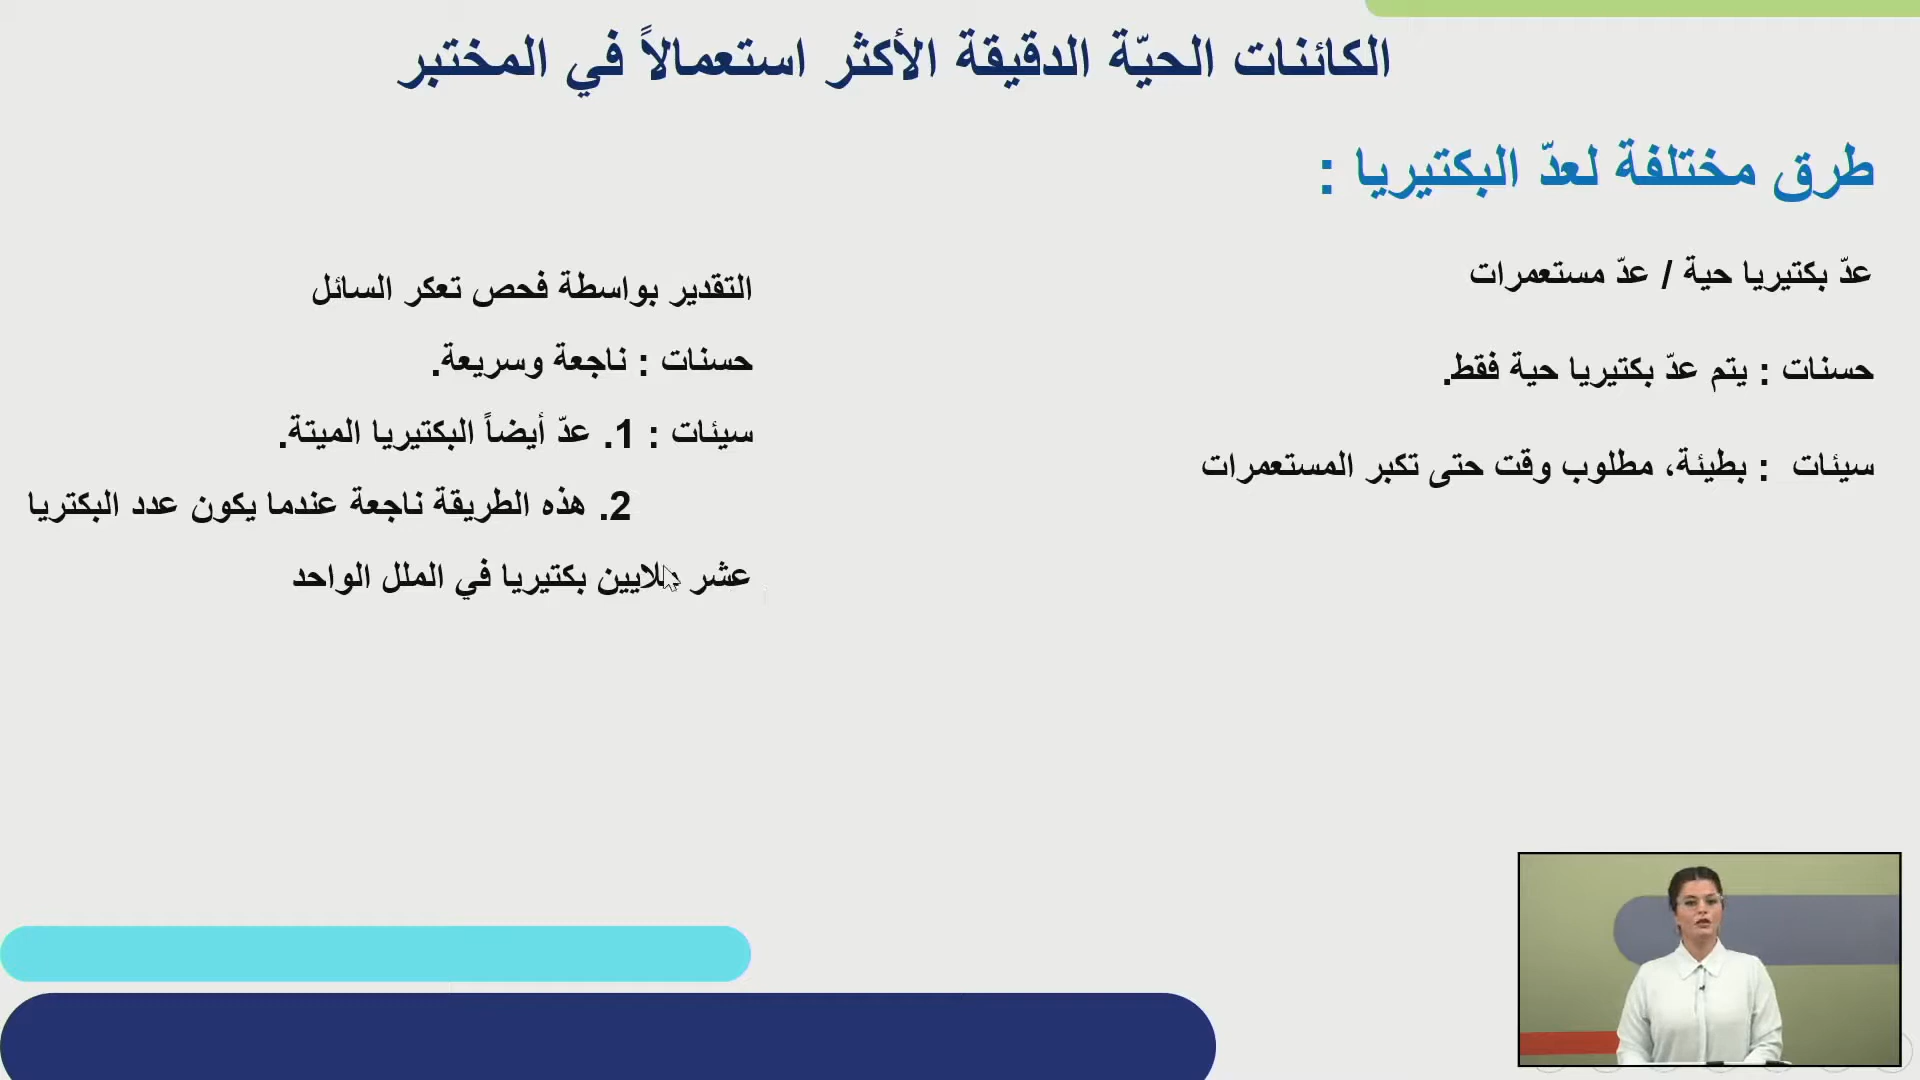 الكائنات الحيّة الدقيقة الأكثر استعمالاً في المختبر
طرق مختلفة لعدّ البكتيريا :
عدّ بكتيريا حية / عدّ مستعمرات
حسنات : يتم عدّ بكتيريا حية فقط.
سيئات : بطيئة، مطلوب وقت حتى تكبر المستعمرات
التقدير بواسطة فحص تعكر السائل
حسنات : ناجعة وسريعة.
سيئات : 1. عدّ أيضاً البكتيريا الميتة.
2. هذه الطريقة ناجعة عندما يكون عدد البكتريا
عشر ملايين بكتيريا في الملل الواحد